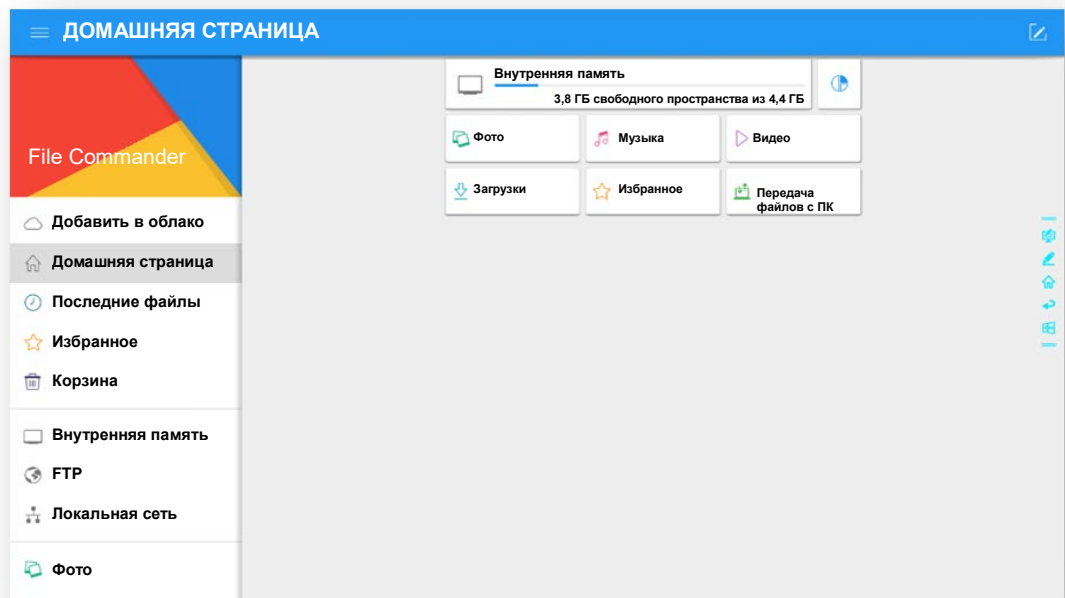 ДОМАШНЯЯ СТРАНИЦА
File Commander
Добавить в облако
Домашняя страница
Последние файлы
Избранное
Корзина
Внутренняя память
FTP
Локальная сеть
Фото
Внутренняя память
3,8 ГБ свободного пространства из 4,4 ГБ
Фото
Музыка
Видео
Загрузки
Избранное
Передача
файлов с ПК